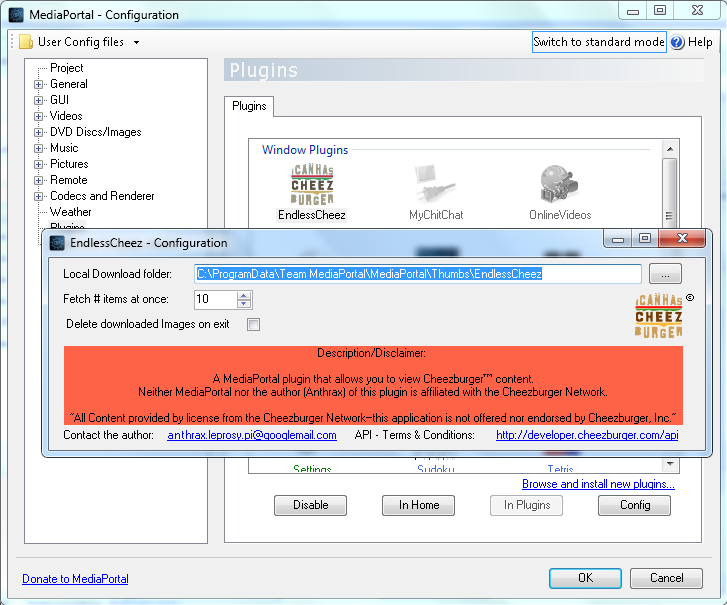 MediaPortal - Configuration
User Config files
Switch to standard mode
Help
Project
General
GUI
Videos
DVD Discs/Images
Music
Pictures
Remote
Codecs and Renderer
Weather
Plugins
Plugins
Plugins
Window Plugins
ICANHAS
CHEEZ
BURGER
EndlessCheez
MyChitChat
OnlineVideos
EndlessCheez - Configuration
Local Download folder:
C:\ProgramData\Team MediaPortal\MediaPortal\Thumbs\EndlessCheez
...
Fetch # items at once:
10
Delete downloaded Images on exit
ICANHAS
CHEEZ
BURGER
©
Description/Disclaimer:
A MediaPortal plugin that allows you to view Cheezburger™ content.
Neither MediaPortal nor the author (Anthrax) of this plugin is affiliated with the Cheezburger Network.
"All Content provided by license from the Cheezburger Network—this application is not offered nor endorsed by Cheezburger, Inc."
Contact the author:
anthrax.leprosy.pi@googlemail.com
API - Terms & Conditions:
http://developer.cheezburger.com/api
Settings
Sudoku
Tetris
Browse and install new plugins...
Disable
In Home
In Plugins
Config
Donate to MediaPortal
OK
Cancel